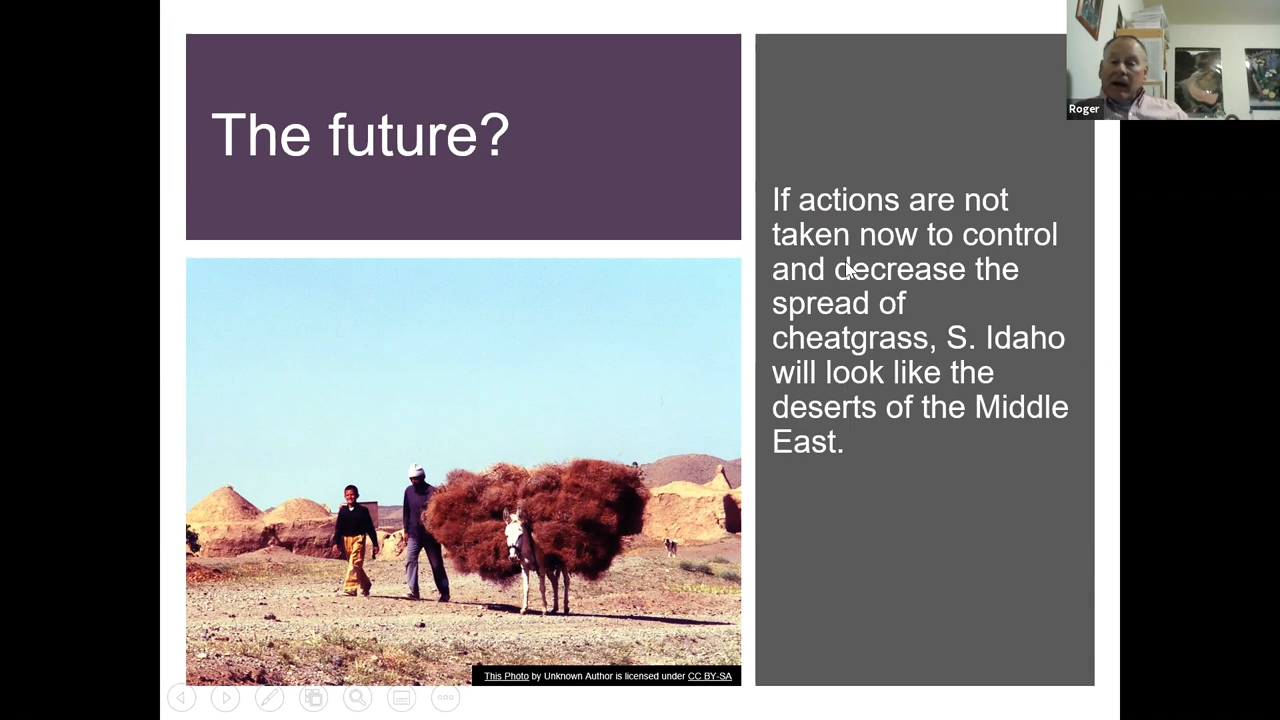 The future?
If actions are not
taken now to control
and decrease the
spread of
cheatgrass, S. Idaho
will look like the
deserts of the Middle
East.
This Photo by Unknown Author is licensed under CC BY-SA
Roger